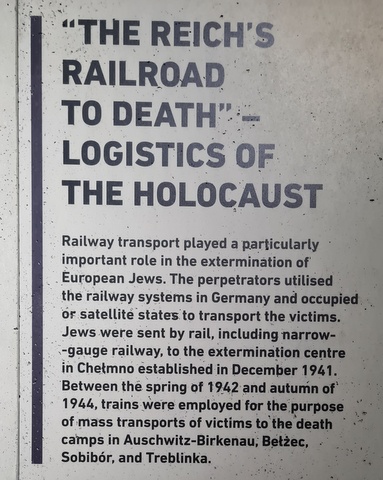 “THE REICH’S
RAILROAD
TO DEATH” –
LOGISTICS OF
THE HOLOCAUST
Railway transport played a particularly
important role in the extermination of
European Jews. The perpetrators utilised
the railway systems in Germany and occupied
or satellite states to transport the victims.
Jews were sent by rail, including narrow-
-gauge railway, to the extermination centre
in Chełmno established in December 1941.
Between the spring of 1942 and autumn of
1944, trains were employed for the purpose
of mass transports of victims to the death
camps in Auschwitz-Birkenau, Bełżec,
Sobibór, and Treblinka.